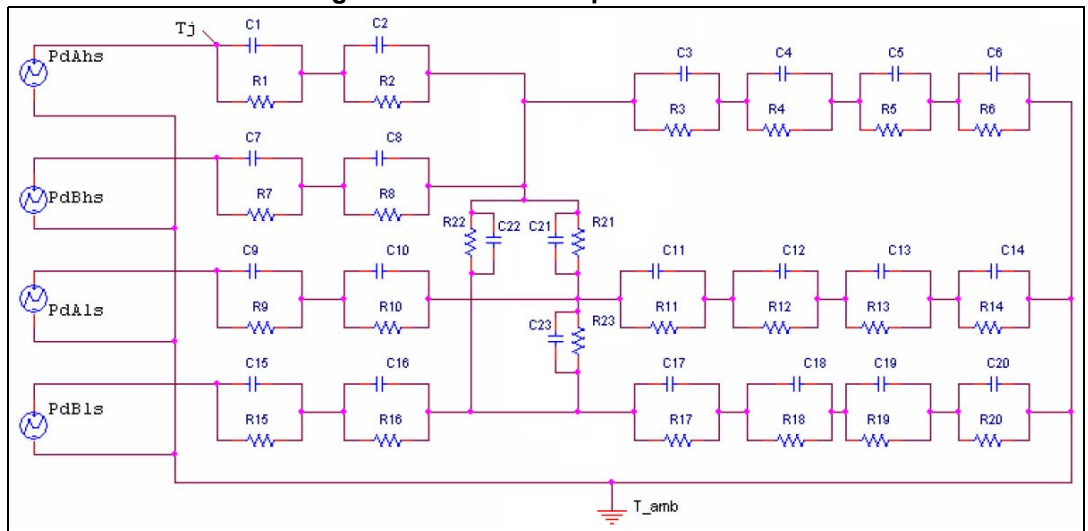 Tj
C1 C2
PdAhs
R1 R2
C3 C4 C5 C6
R3 R4 R5 R6
C7 C8
PdBhs
R7 R8
R22 C22 C21 R21
C9 C10 C11 C12 C13 C14
PdAls
R9 R10 R11 R12 R13 R14
C23 R23
C15 C16 C17 C18 C19 C20
PdBls
R15 R16 R17 R18 R19 R20
T_amb